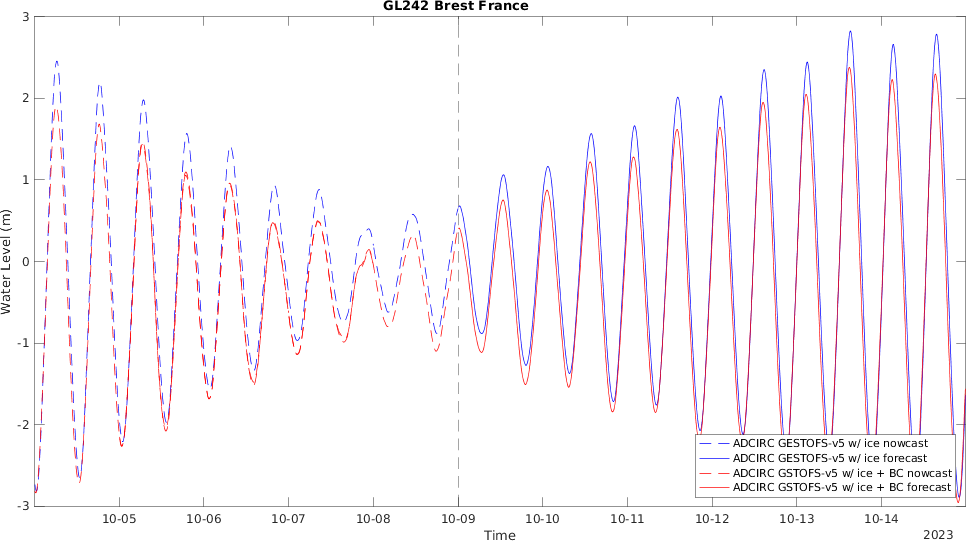 GL242 Brest France
3
2
1
0
-1
-2
-3
Water Level (m)
ADCIRC GESTOFS-v5 w/ ice nowcast
ADCIRC GESTOFS-v5 w/ ice forecast
ADCIRC GSTOFS-v5 w/ ice + BC nowcast
ADCIRC GSTOFS-v5 w/ ice + BC forecast
10-05 10-06 10-07 10-08 10-09 10-10 10-11 10-12 10-13 10-14
Time
2023